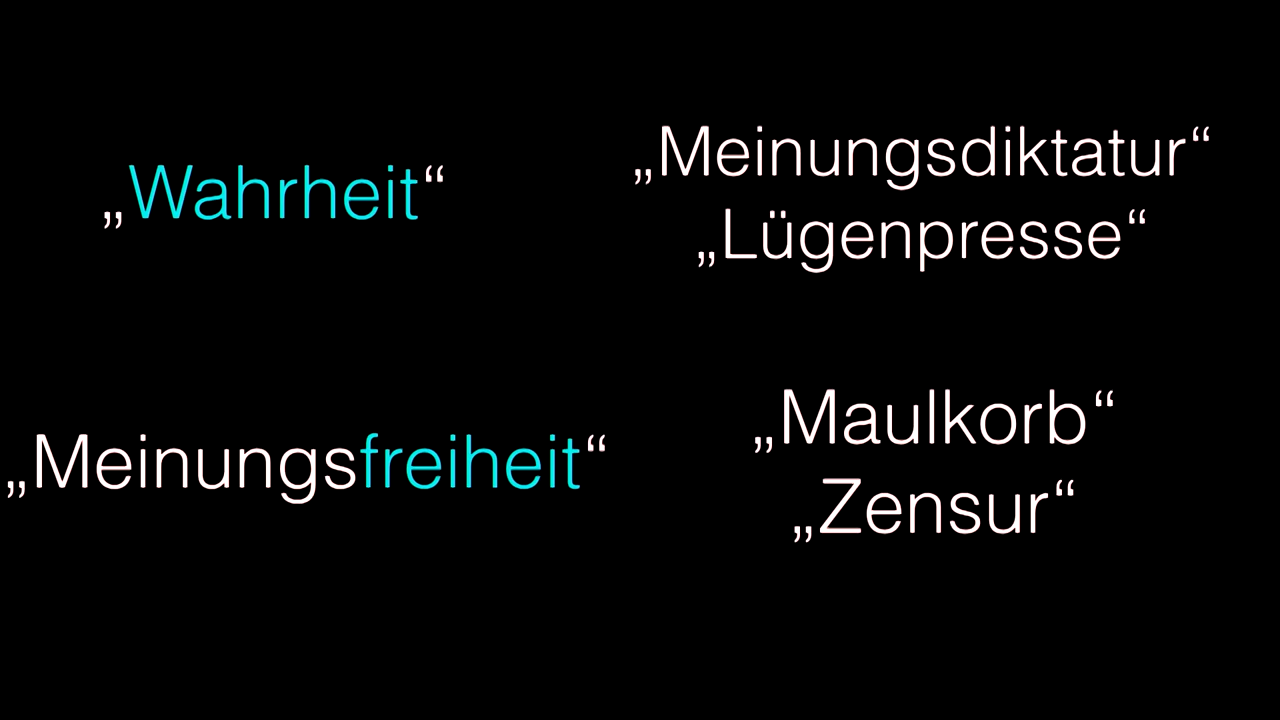 „Wahrheit“
„Meinungsdiktatur“
„Lügenpresse“
„Meinungsfreiheit“
„Maulkorb“
„Zensur“